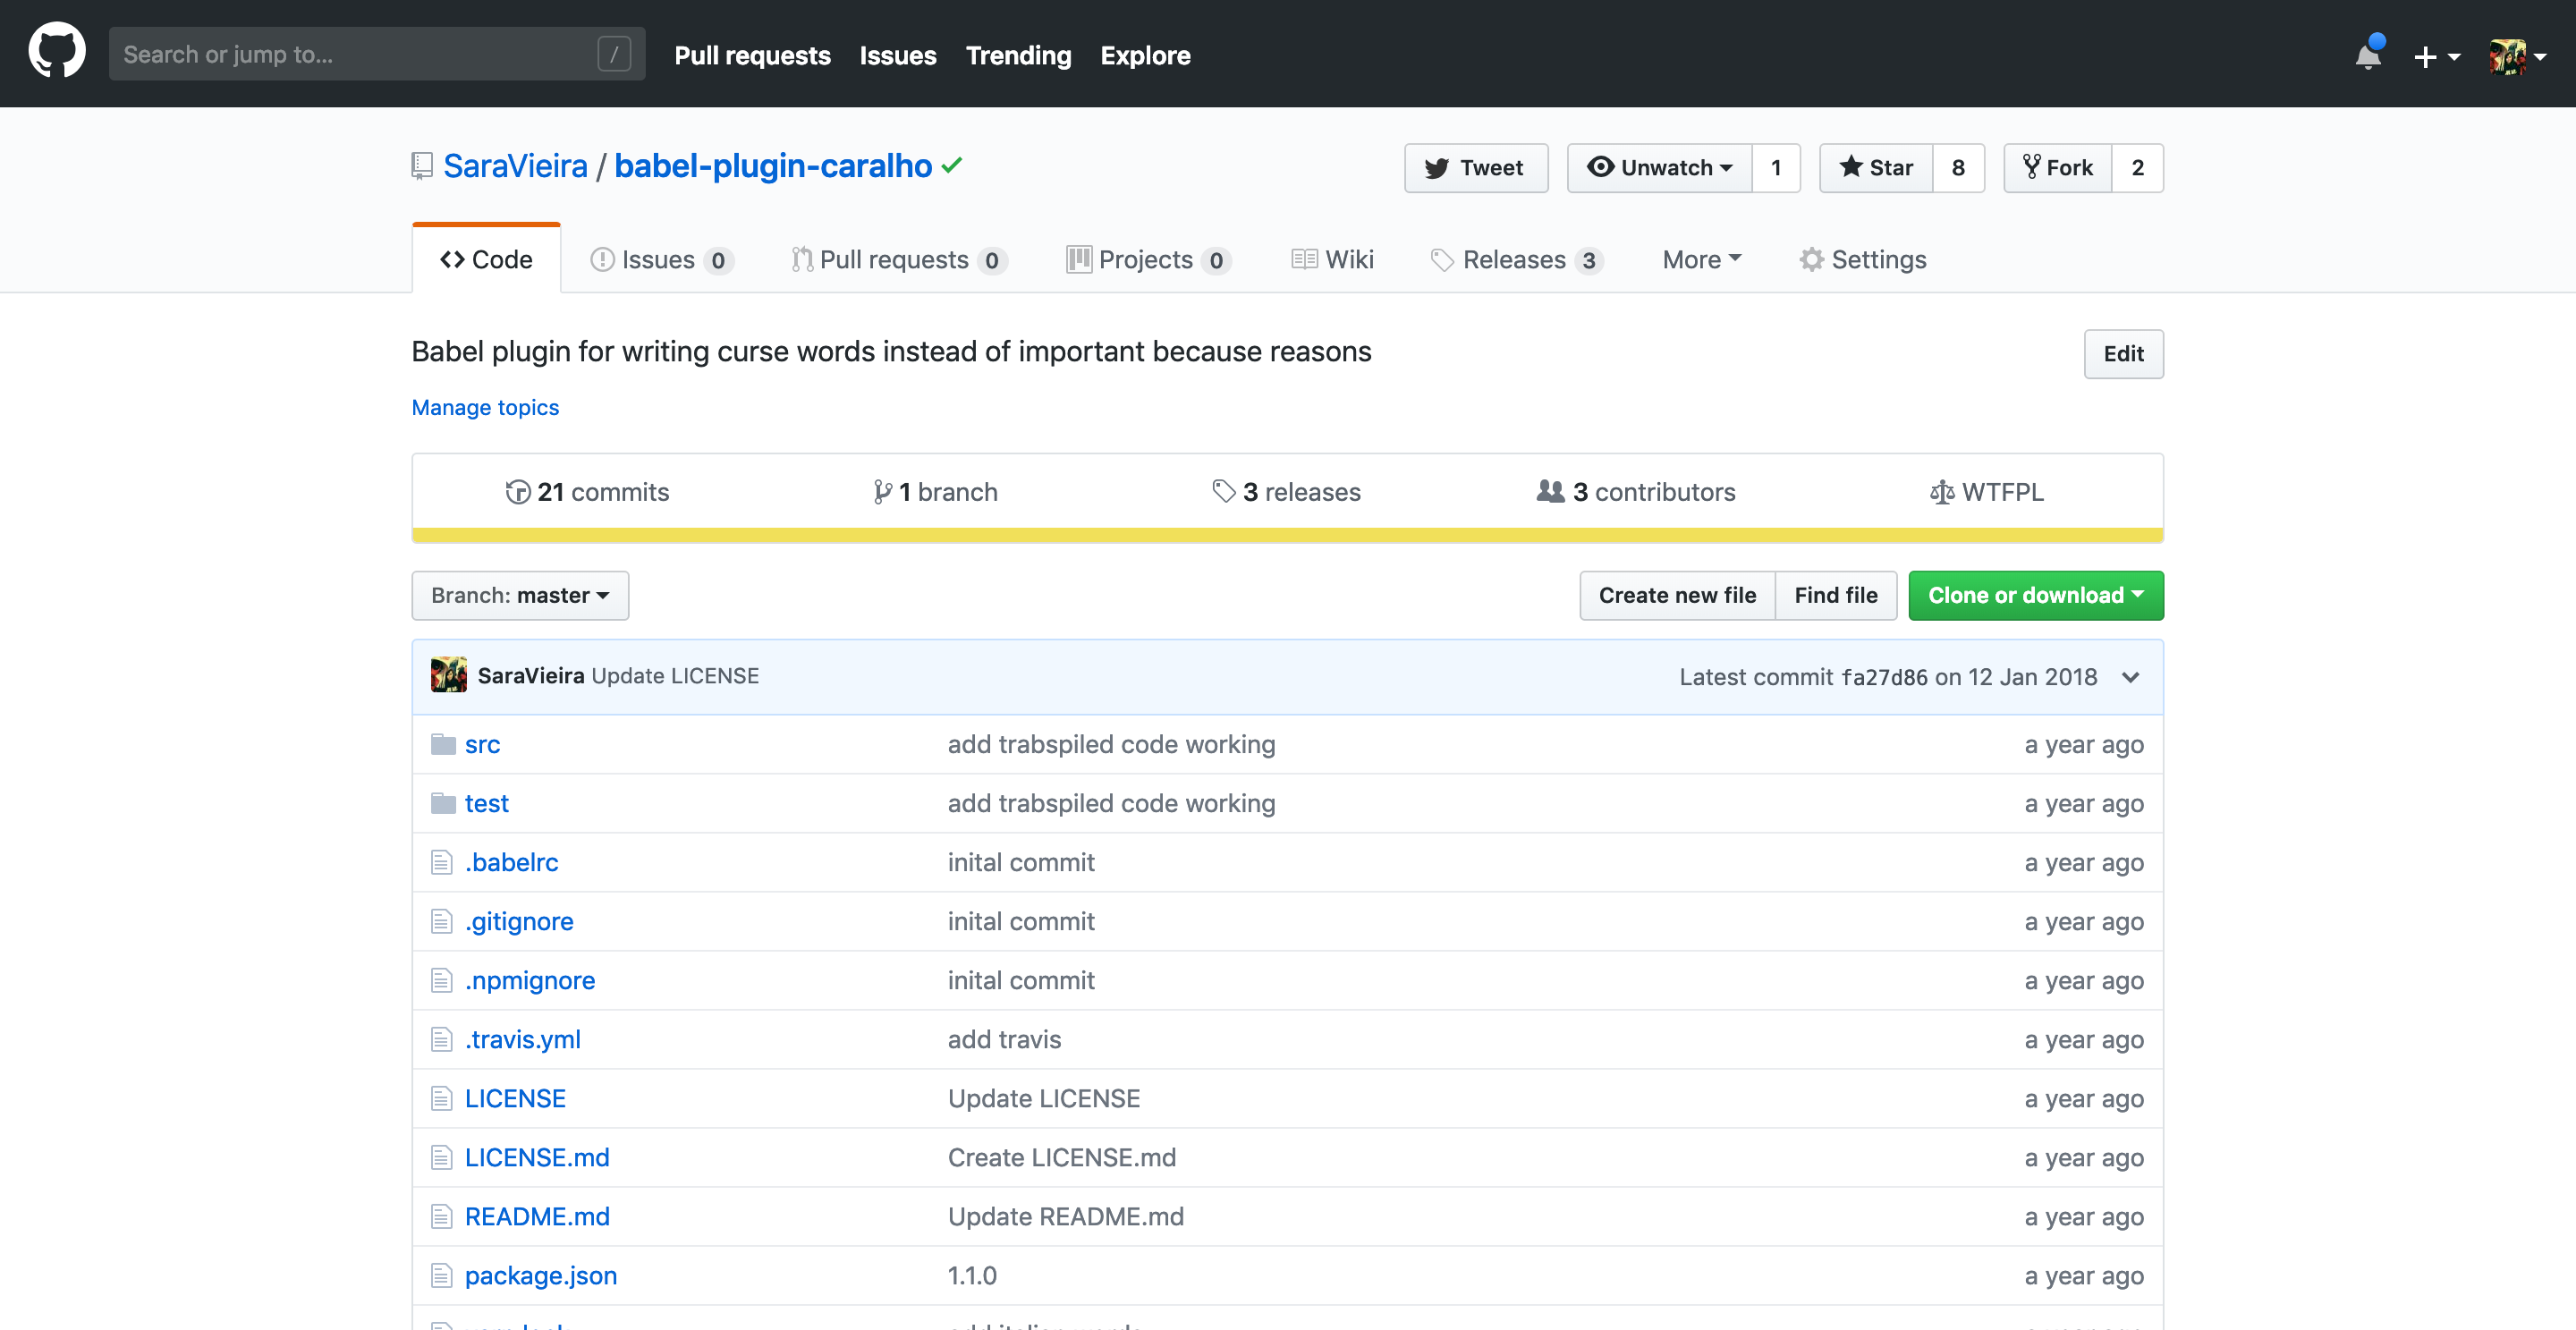 Search or jump to... /
Pull requests Issues Trending Explore
SaraVieira / babel-plugin-caralho
Tweet Unwatch 1 Star 8 Fork 2
Code Issues 0 Pull requests 0 Projects 0 Wiki Releases 3 More Settings
Babel plugin for writing curse words instead of important because reasons
Edit
Manage topics
21 commits 1 branch 3 releases 3 contributors WTFPL
Branch: master Create new file Find file Clone or download
SaraVieira Update LICENSE Latest commit fa27d86 on 12 Jan 2018
src add trabspiled code working a year ago
test add trabspiled code working a year ago
.babelrc inital commit a year ago
.gitignore inital commit a year ago
.npmignore inital commit a year ago
.travis.yml add travis a year ago
LICENSE Update LICENSE a year ago
LICENSE.md Create LICENSE.md a year ago
README.md Update README.md a year ago
package.json 1.1.0 a year ago